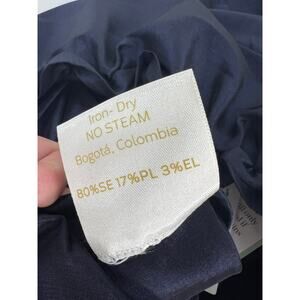 Iron- Dry
NO STEAM
Bogotá, Colombia
80%SE 17%PL 3%EL